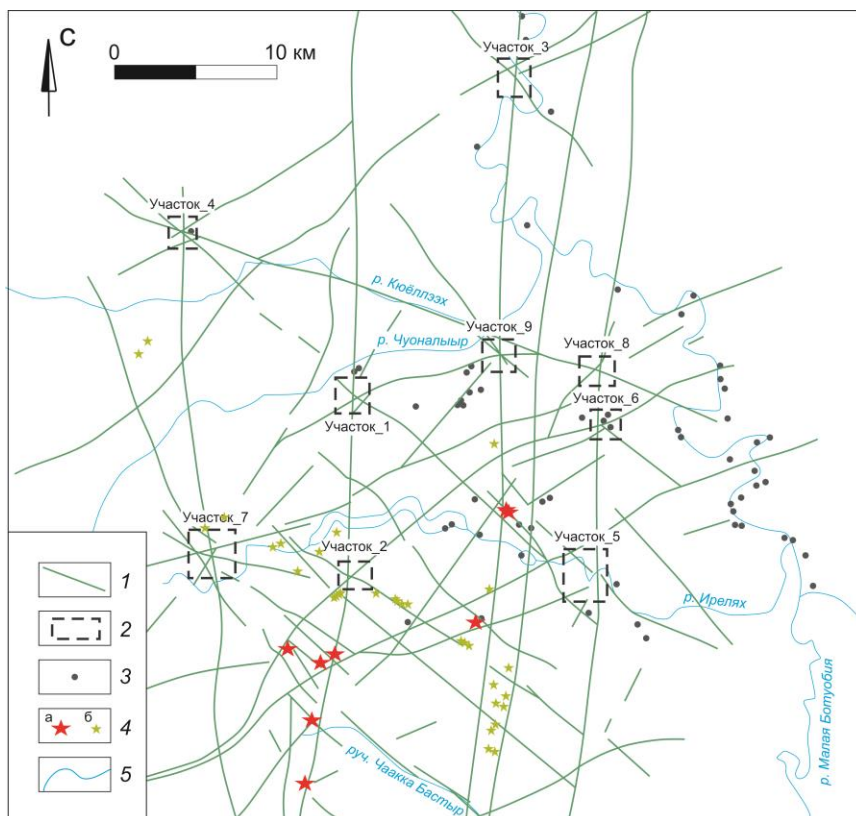 С
0
10 км
Участок_3
Участок_4
р. Кюёллээх
Участок_9
р. Чуоналыыр
Участок_8
Участок_6
Участок_1
Участок_7
Участок_2
Участок_5
р. Ирелях
р. Малая Ботуобия
руч. Чаакка Бастыр
1
2
3
а
б
4
5